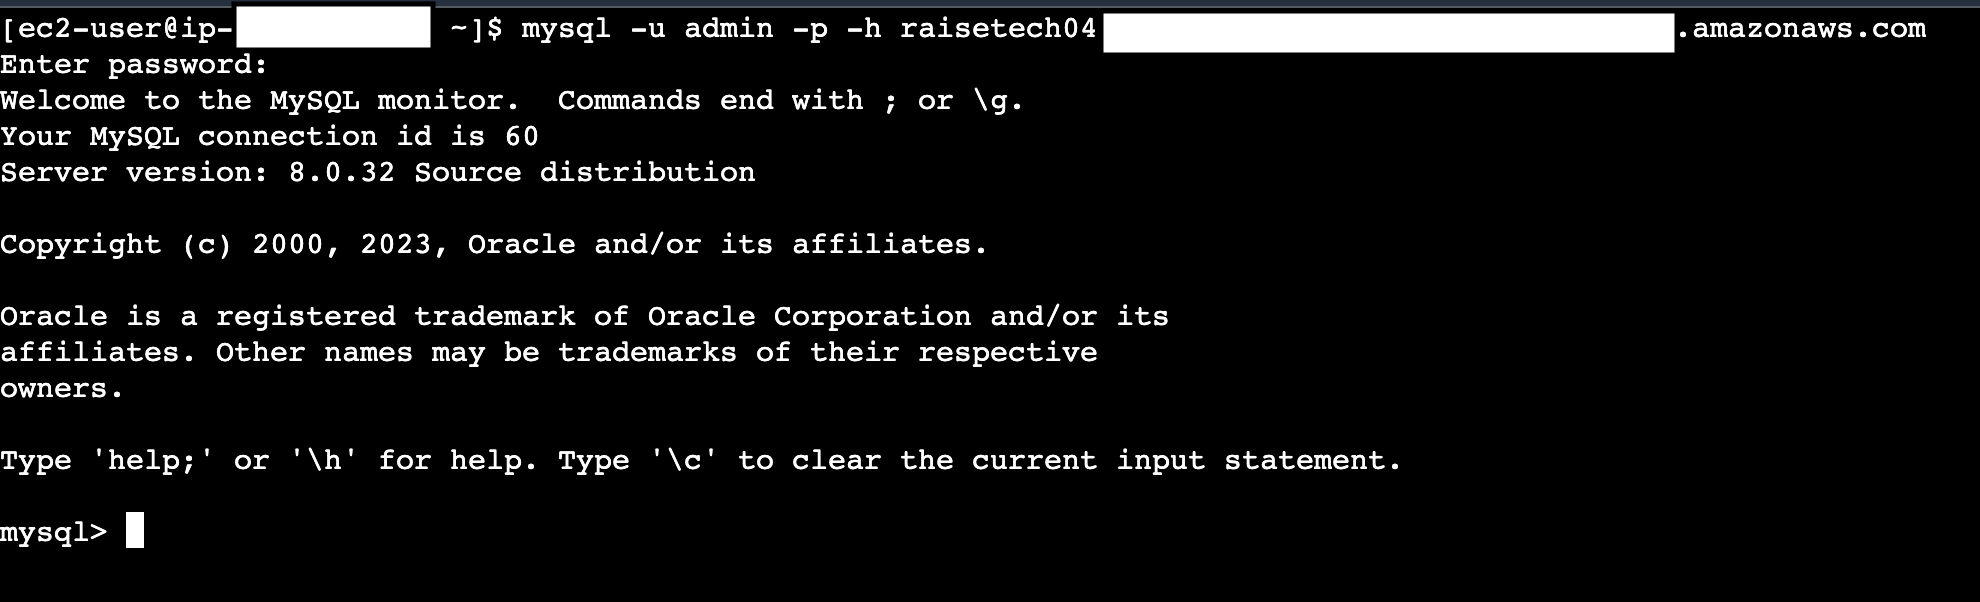 [ec2-user@ip- ~]$ mysql -u admin -p -h raisetech04 .amazonaws.com
Enter password:
Welcome to the MySQL monitor.  Commands end with ; or \g.
Your MySQL connection id is 60
Server version: 8.0.32 Source distribution
Copyright (c) 2000, 2023, Oracle and/or its affiliates.
Oracle is a registered trademark of Oracle Corporation and/or its
affiliates. Other names may be trademarks of their respective
owners.
Type 'help;' or '\h' for help. Type '\c' to clear the current input statement.
mysql>